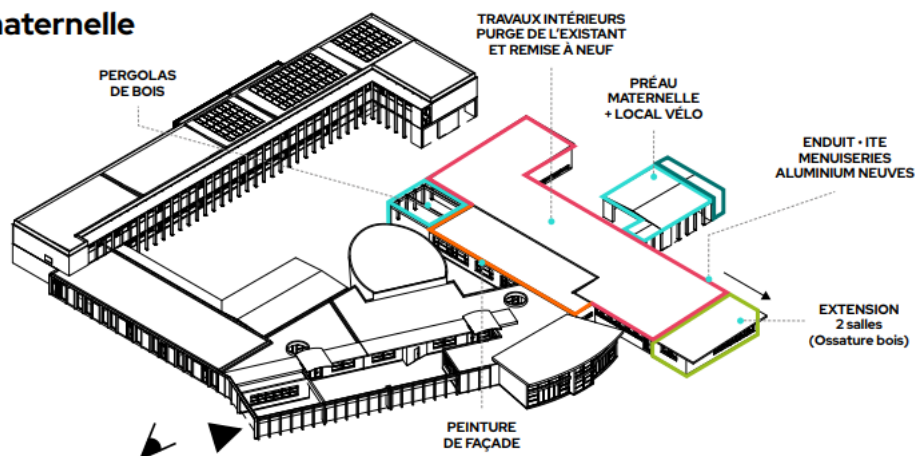 maternelle
TRAVAUX INTÉRIEURS
PURGE DE L'EXISTANT
ET REMISE À NEUF
PERGOLAS
DE BOIS
PRÉAU
MATERNELLE
+ LOCAL VÉLO
ENDUIT • ITE
MENUISERIES
ALUMINIUM NEUVES
EXTENSION
2 salles
(Ossature bois)
PEINTURE
DE FAÇADE